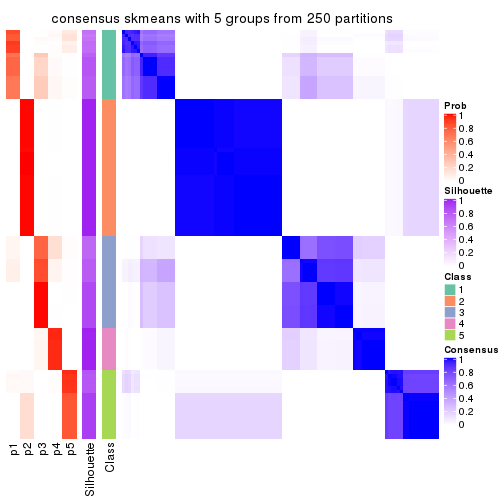 consensus skmeans with 5 groups from 250 partitions
Prob
1
0.8
0.6
0.4
0.2
0
Silhouette
1
0.8
0.6
0.4
0.2
0
Class
1
2
3
4
5
Consensus
1
0.8
0.6
0.4
0.2
0
p1
p2
p3
p4
p5
Silhouette
Class